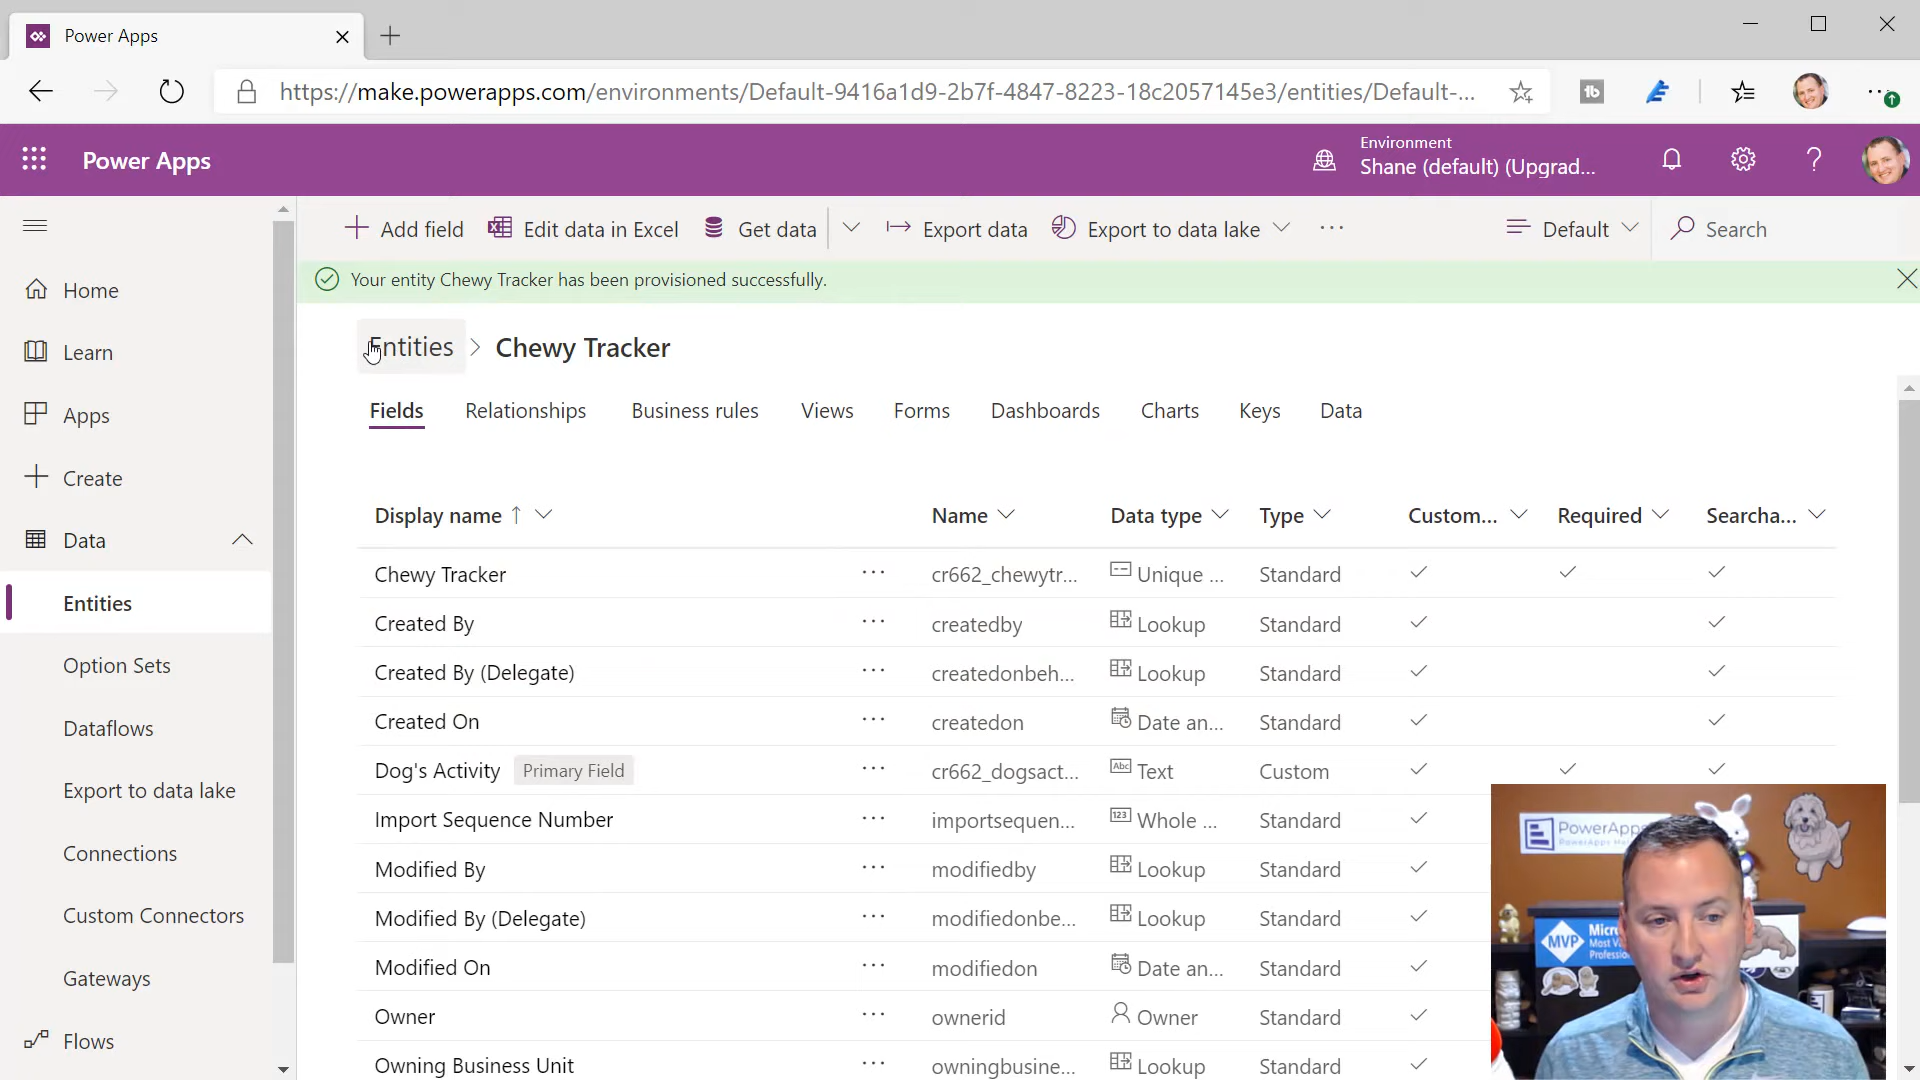 Power Apps
https://make.powerapps.com/environments/Default-9416a1d9-2b7f-4847-8223-18c2057145e3/entities/Default-...
Power Apps
Environment
Shane (default) (Upgrad...
Add field
Edit data in Excel
Get data
Export data
Export to data lake
Default
Search
Your entity Chewy Tracker has been provisioned successfully.
Entities > Chewy Tracker
Fields Relationships Business rules Views Forms Dashboards Charts Keys Data
Home
Learn
Apps
Create
Data
Entities
Option Sets
Dataflows
Export to data lake
Connections
Custom Connectors
Gateways
Flows
Display name ↑ Name Data type Type Custom... Required Searcha...
Chewy Tracker ··· cr662_chewytr... Unique ... Standard
Created By ··· createdby Lookup Standard
Created By (Delegate) ··· createdonbeh... Lookup Standard
Created On ··· createdon Date an... Standard
Dog's Activity Primary Field ··· cr662_dogsact... Abc Text Custom
Import Sequence Number ··· importsequen... 123 Whole ... Standard
Modified By ··· modifiedby Lookup Standard
Modified By (Delegate) ··· modifiedonbe... Lookup Standard
Modified On ··· modifiedon Date an... Standard
Owner ··· ownerid Owner Standard
Owning Business Unit ··· owningbusine... Lookup Standard
PowerApps
MVP
Micr
Most Va
Professio